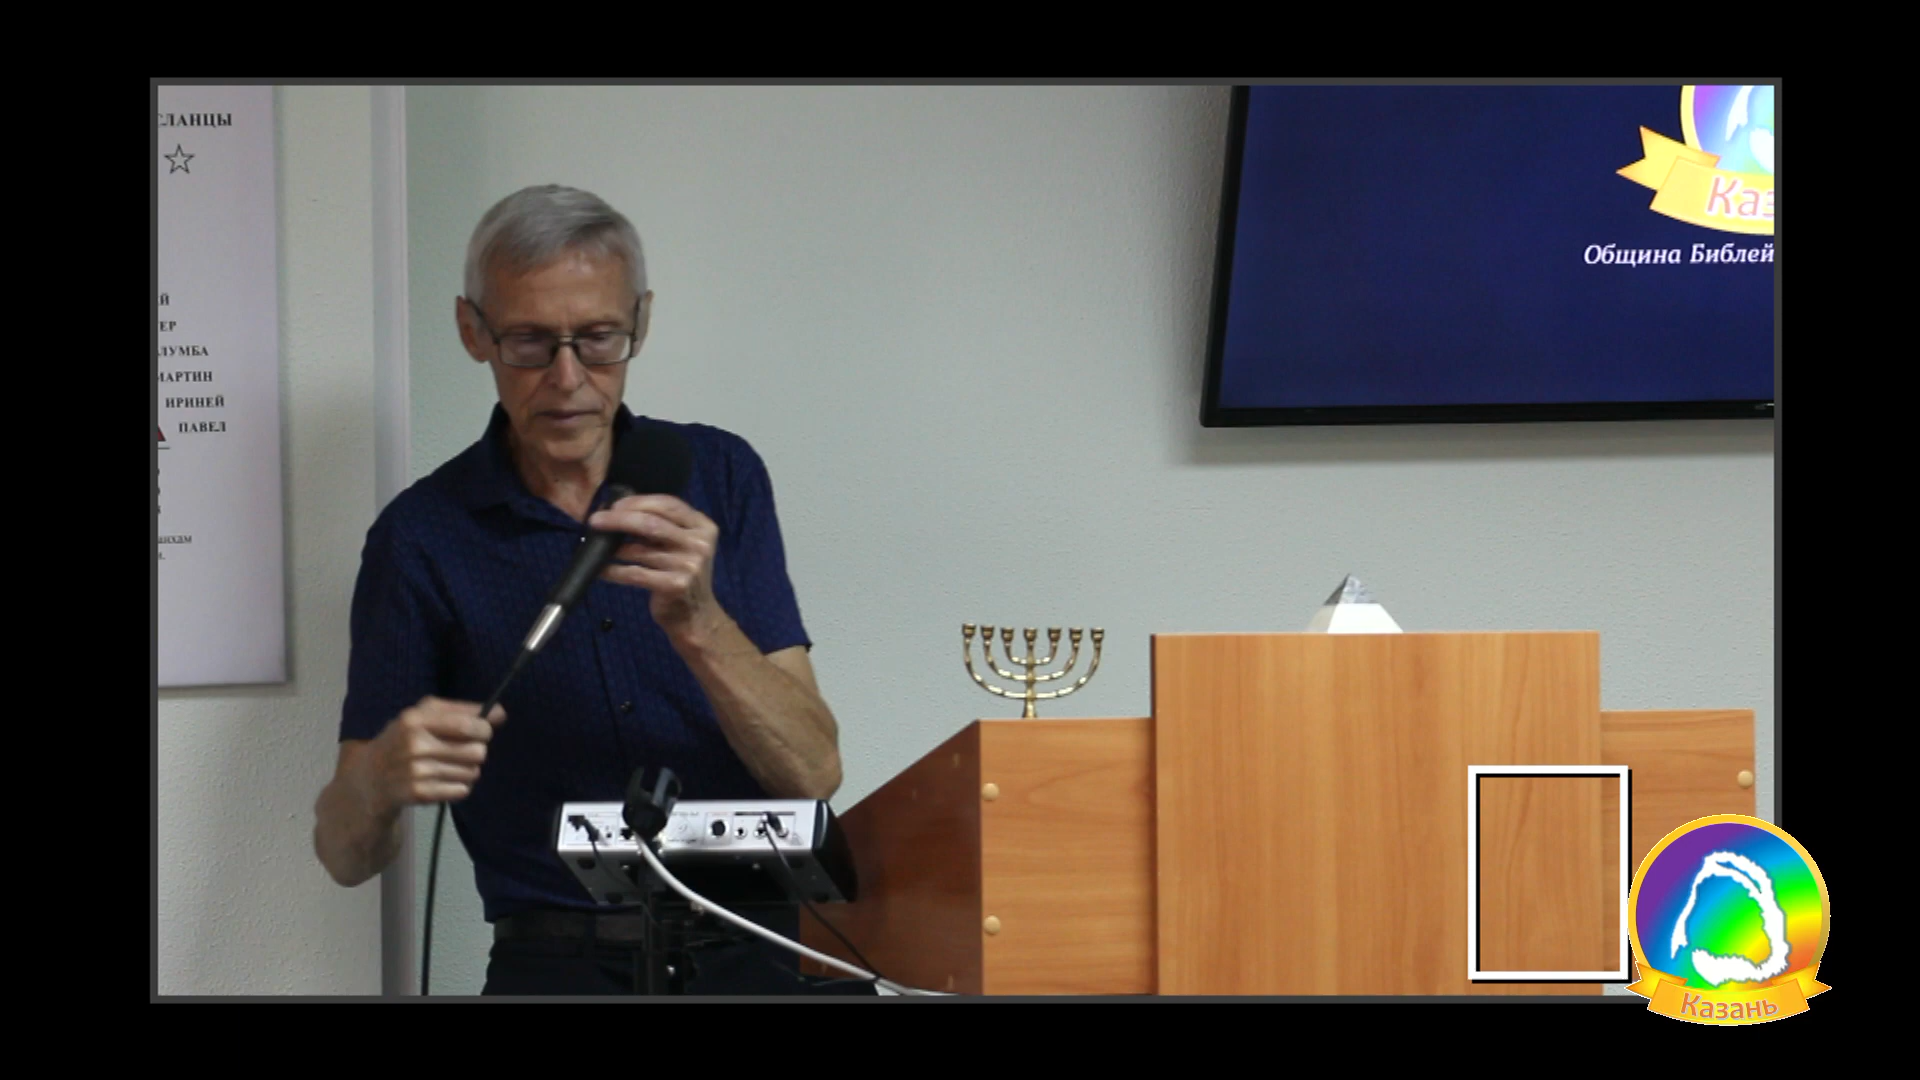 СЛАНЦЫ
ЕР
ЛУМБА
МАРТИН
ИРИНЕЙ
ПАВЕЛ
Каз
Община Библей
Казань